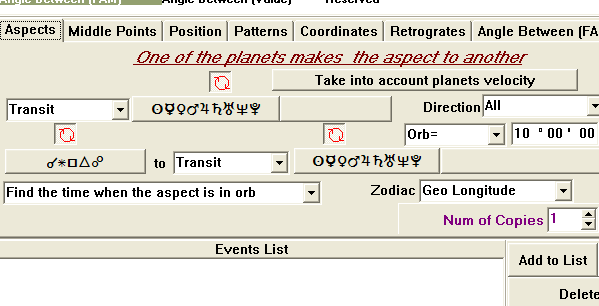 Angle Between (FAM) Angle Between (Value) Reserved
Aspects Middle Points Position Patterns Coordinates Retrogrates Angle Between (FA
One of the planets makes the aspect to another
Take into account planets velocity
Transit ☉☿♀♂♃♄♅♆♇ Direction All
Orb= 10 ° 00 ' 00
☌⚹□△☍ to Transit ☉☿♀♂♃♄♅♆♇
Find the time when the aspect is in orb Zodiac Geo Longitude
Num of Copies 1
Events List
Add to List
Delete